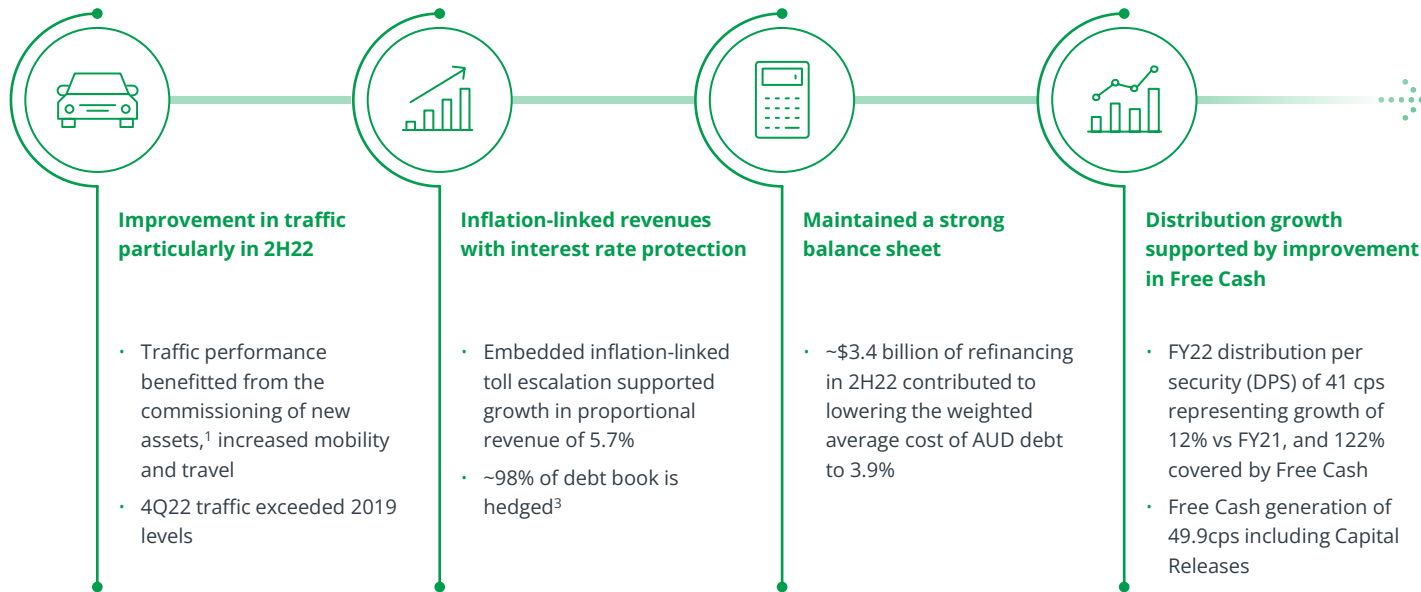 Improvement in traffic
particularly in 2H22
• Traffic performance
benefitted from the
commissioning of new
assets,¹ increased mobility
and travel
• 4Q22 traffic exceeded 2019
levels
Inflation-linked revenues
with interest rate protection
• Embedded inflation-linked
toll escalation supported
growth in proportional
revenue of 5.7%
• ~98% of debt book is
hedged³
Maintained a strong
balance sheet
• ~$3.4 billion of refinancing
in 2H22 contributed to
lowering the weighted
average cost of AUD debt
to 3.9%
Distribution growth
supported by improvement
in Free Cash
• FY22 distribution per
security (DPS) of 41 cps
representing growth of
12% vs FY21, and 122%
covered by Free Cash
• Free Cash generation of
49.9cps including Capital
Releases